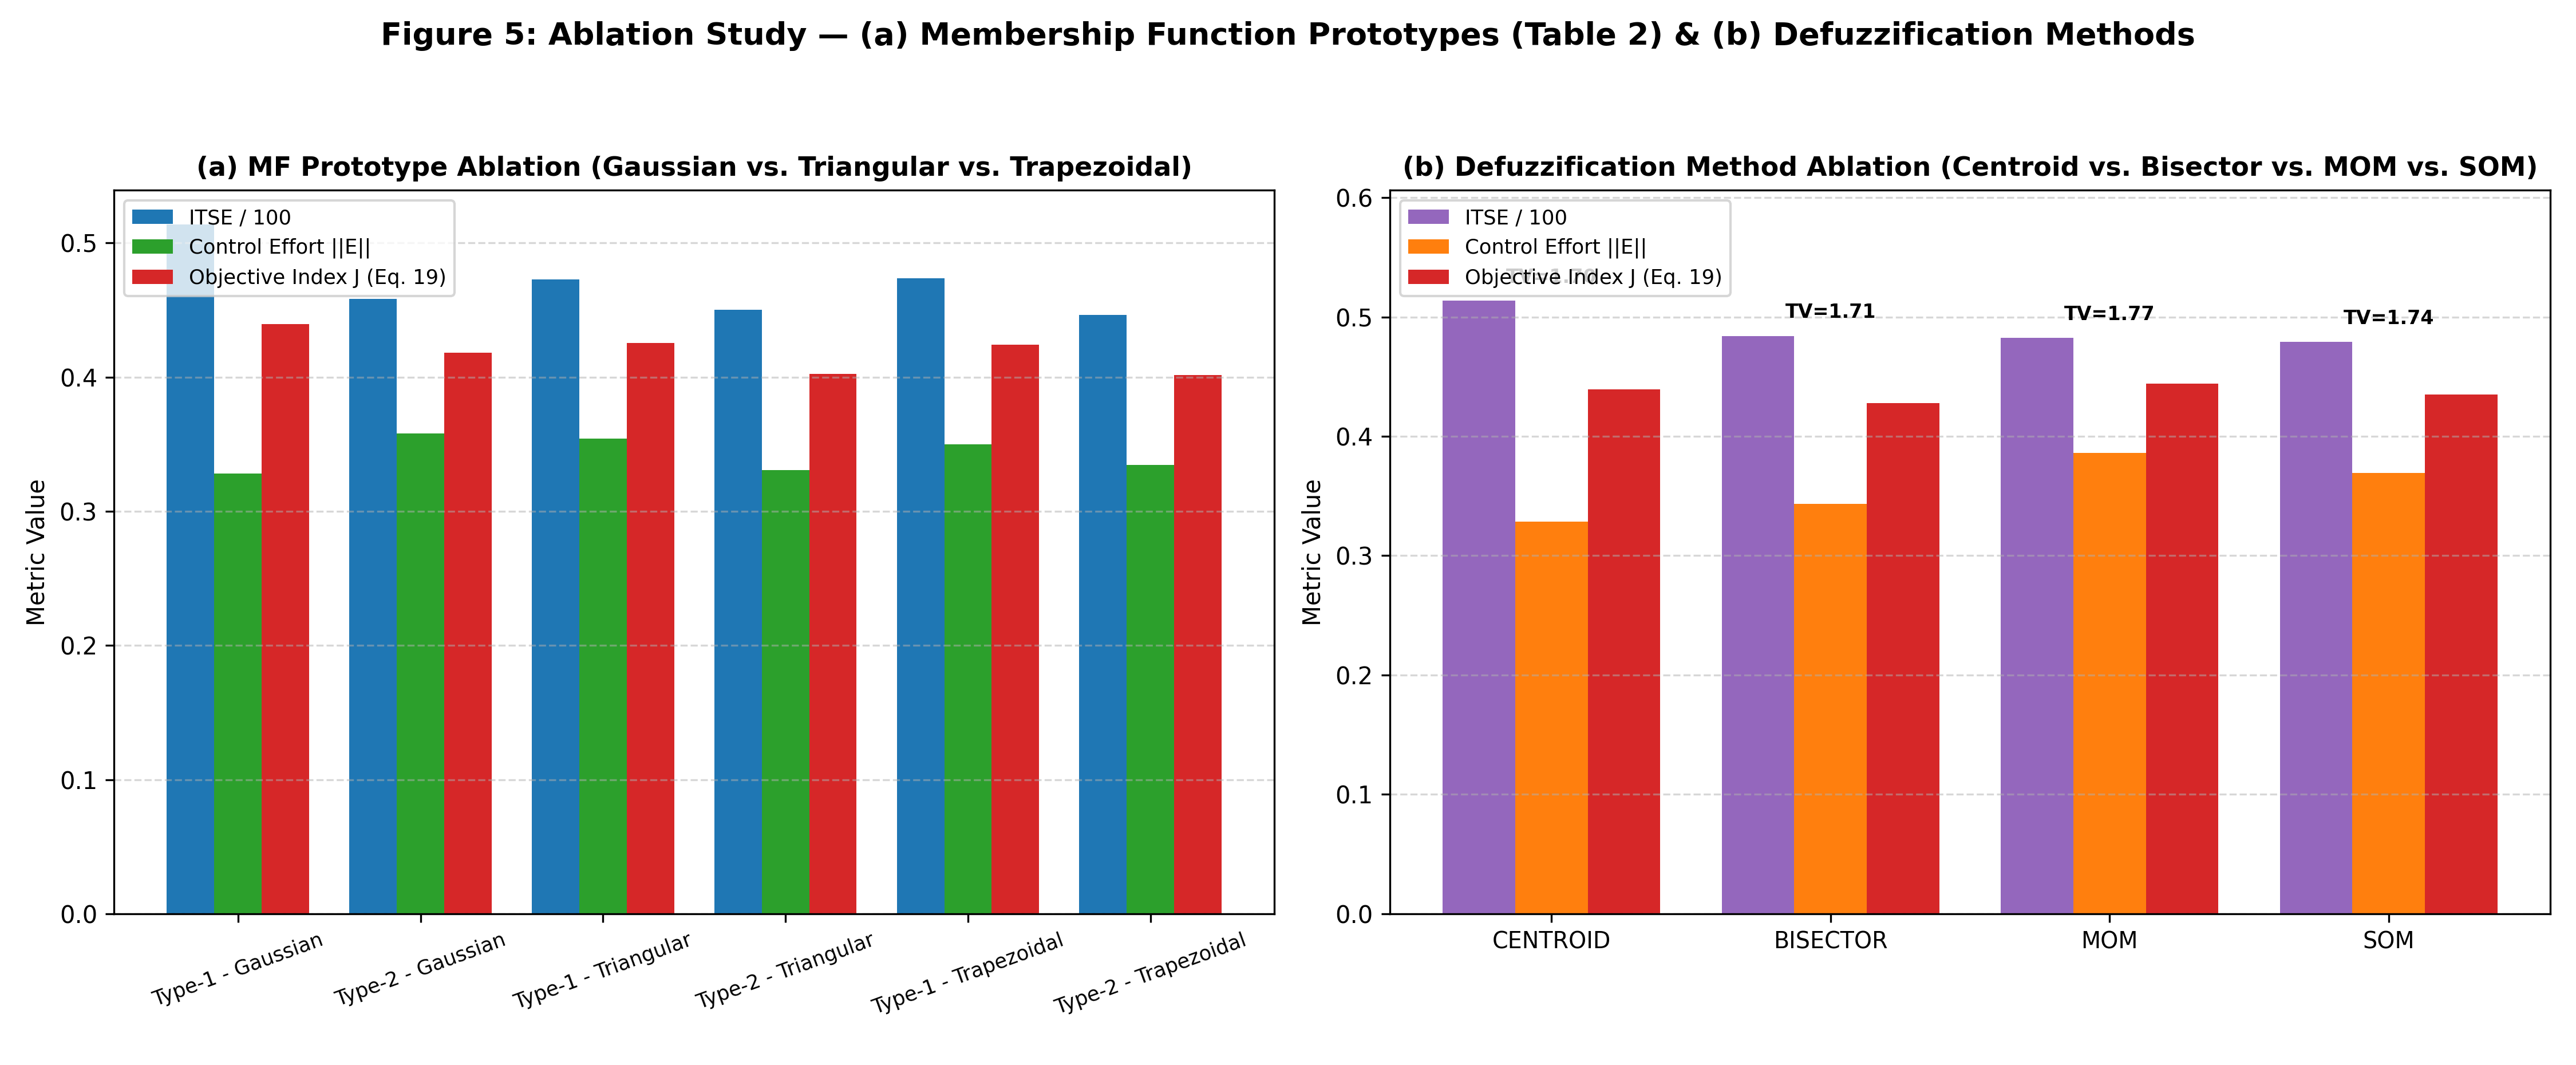 Figure 5: Ablation Study — (a) Membership Function Prototypes (Table 2) & (b) Defuzzification Methods
(a) MF Prototype Ablation (Gaussian vs. Triangular vs. Trapezoidal)
ITSE / 100
Control Effort ||E||
Objective Index J (Eq. 19)
Metric Value
0.5
0.4
0.3
0.2
0.1
0.0
Type-1 - Gaussian
Type-2 - Gaussian
Type-1 - Triangular
Type-2 - Triangular
Type-1 - Trapezoidal
Type-2 - Trapezoidal
(b) Defuzzification Method Ablation (Centroid vs. Bisector vs. MOM vs. SOM)
ITSE / 100
Control Effort ||E||
Objective Index J (Eq. 19)
TV=1.71
TV=1.77
TV=1.74
Metric Value
0.6
0.5
0.4
0.3
0.2
0.1
0.0
CENTROID
BISECTOR
MOM
SOM